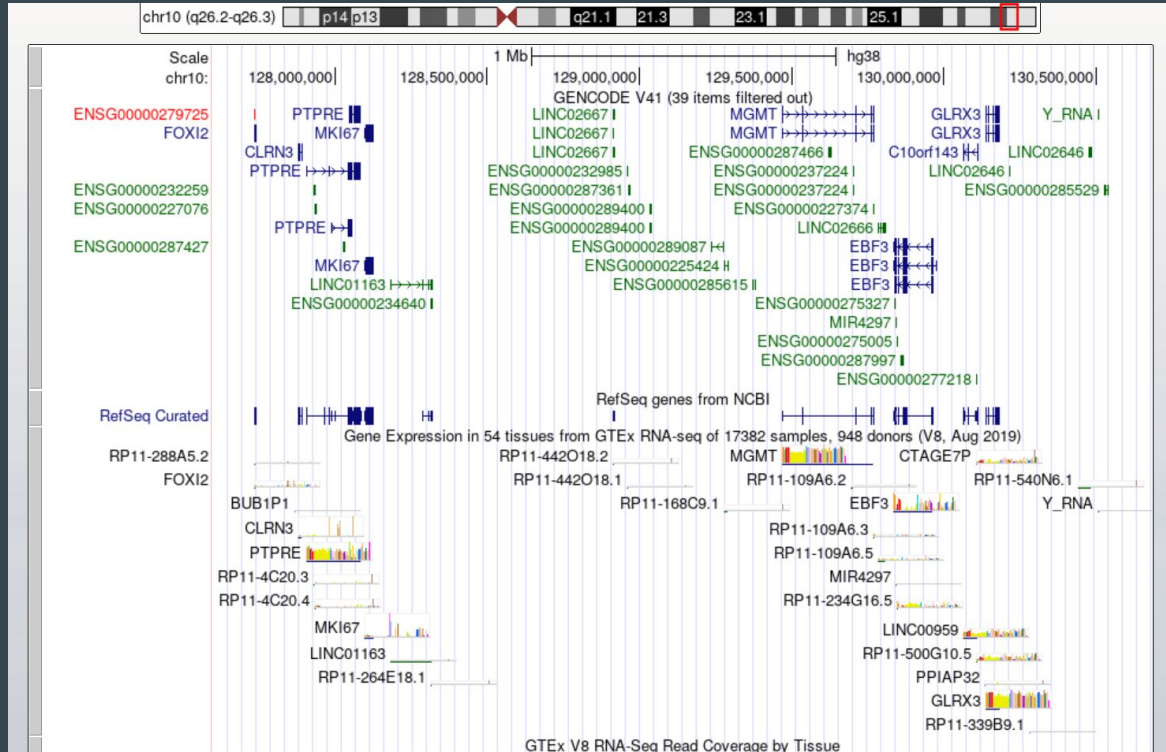 chr10 (q26.2-q26.3) p14 p13 q21.1 21.3 23.1 25.1
Scale 1 Mb hg38
chr10: 128,000,000 128,500,000 129,000,000 129,500,000 130,000,000 130,500,000
GENCODE V41 (39 items filtered out)
ENSG00000279725 PTPRE LINC02667 MGMT GLRX3 Y_RNA
FOXI2 MKI67 LINC02667 MGMT GLRX3
CLRN3 LINC02667 ENSG00000287466 C10orf143 LINC02646
PTPRE ENSG00000232985 ENSG00000237224 LINC02646
ENSG00000232259 ENSG00000287361 ENSG00000237224 ENSG00000285529
ENSG00000227076 ENSG00000289400 ENSG00000227374
PTPRE ENSG00000289400 LINC02666
ENSG00000287427 ENSG00000289087 EBF3
MKI67 ENSG00000225424 EBF3
LINC01163 ENSG00000285615 EBF3
ENSG00000234640 ENSG00000275327
MIR4297
ENSG00000275005
ENSG00000287997
ENSG00000277218
RefSeq genes from NCBI
RefSeq Curated
Gene Expression in 54 tissues from GTEx RNA-seq of 17382 samples, 948 donors (V8, Aug 2019)
RP11-288A5.2 RP11-442O18.2 MGMT CTAGE7P
FOXI2 RP11-442O18.1 RP11-109A6.2 RP11-540N6.1
BUB1P1 RP11-168C9.1 EBF3 Y_RNA
CLRN3 RP11-109A6.3
PTPRE RP11-109A6.5
RP11-4C20.3 MIR4297
RP11-4C20.4 RP11-234G16.5
MKI67 LINC00959
LINC01163 RP11-500G10.5
RP11-264E18.1 PPIAP32
GLRX3
RP11-339B9.1
GTEx V8 RNA-Seq Read Coverage by Tissue